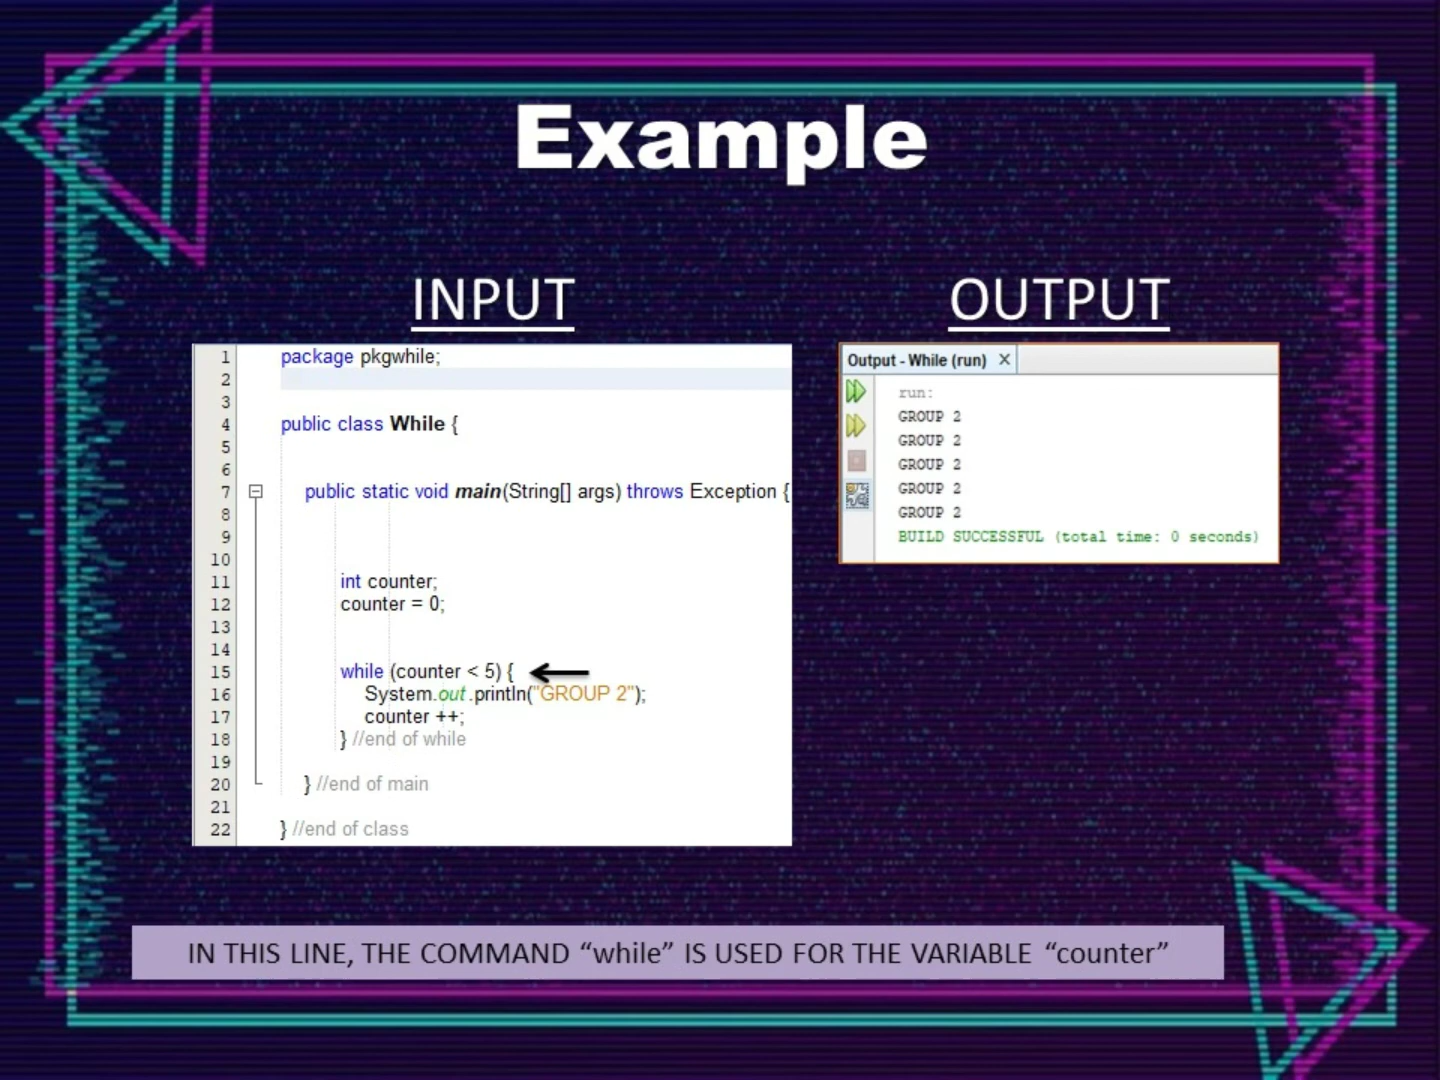 Example
INPUT
1 package pkgwhile;
2
3
4 public class While {
5
6
7 public static void main(String[] args) throws Exception {
8
9
10
11 int counter;
12 counter = 0;
13
14
15 while (counter < 5) {
16 System.out.println("GROUP 2");
17 counter ++;
18 } //end of while
19
20 } //end of main
21
22 } //end of class
OUTPUT
Output - While (run) ×
run:
GROUP 2
GROUP 2
GROUP 2
GROUP 2
GROUP 2
BUILD SUCCESSFUL (total time: 0 seconds)
IN THIS LINE, THE COMMAND “while” IS USED FOR THE VARIABLE “counter”